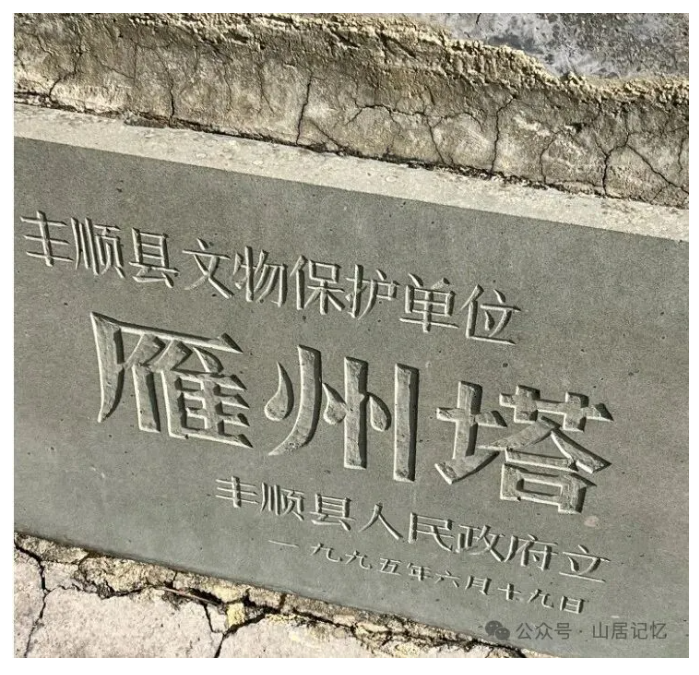 丰顺县文物保护单位
雁州塔
丰顺县人民政府立
一九九五年六月十九日
公众号·山居记忆